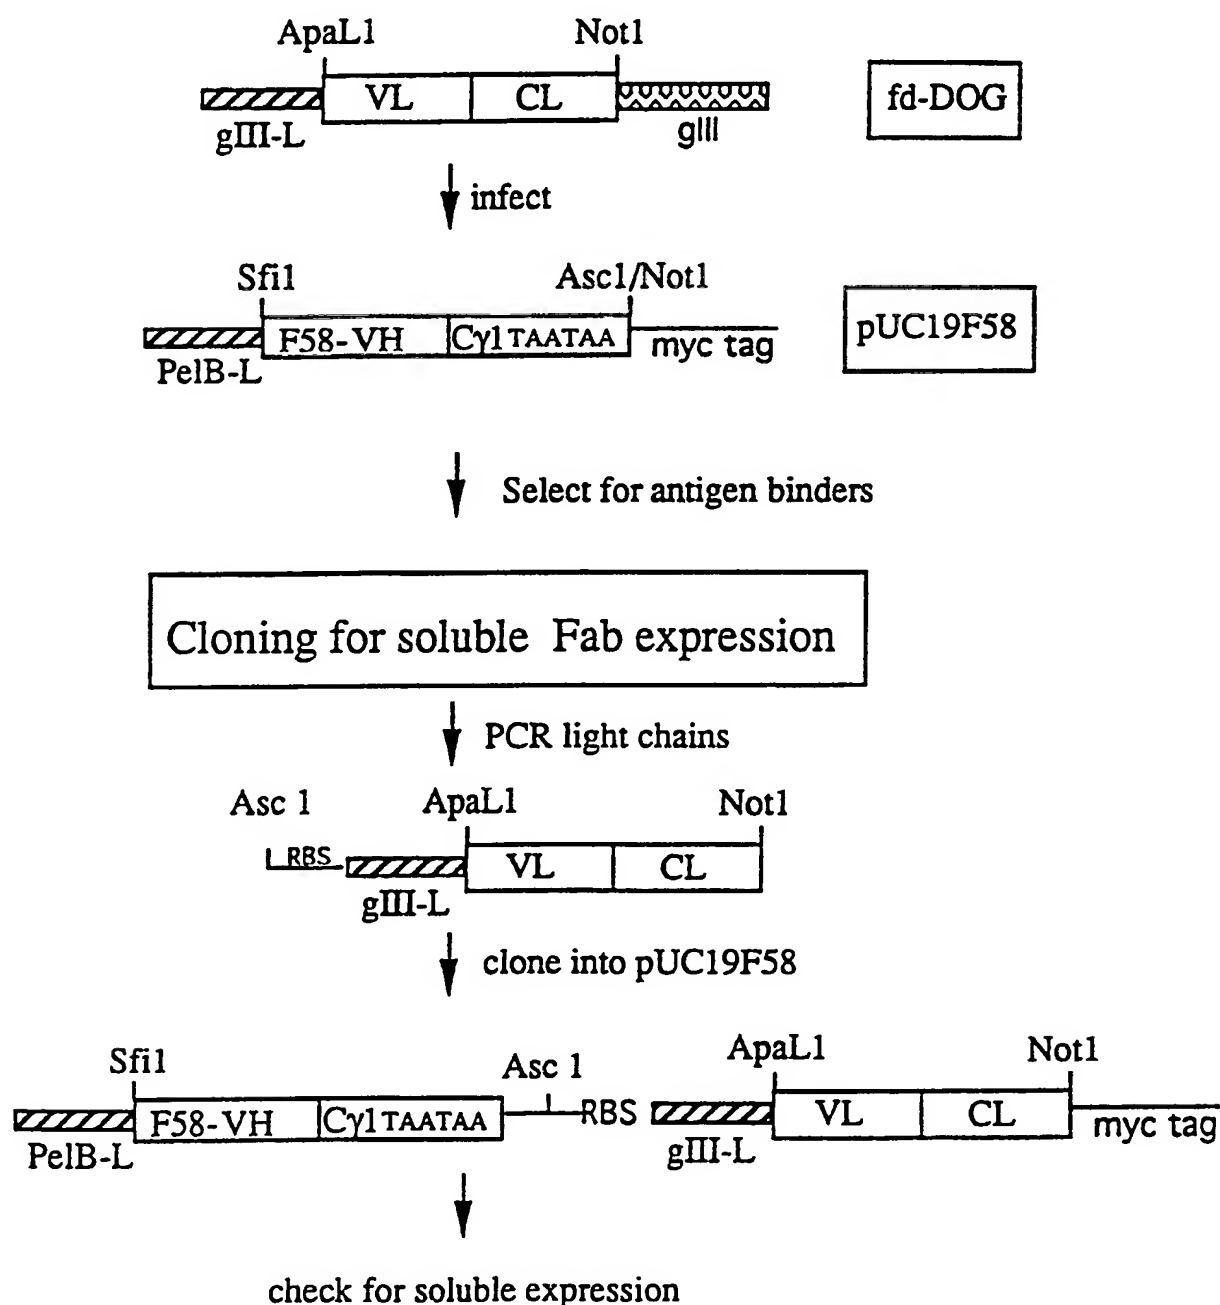 ApaL1 Not1
VL CL
fd-DOG
gIII-L gIII
infect
Sfi1 Asc1/Not1
F58-VH Cγ1 TAATAA
myc tag
pUC19F58
PelB-L
Select for antigen binders
Cloning for soluble Fab expression
PCR light chains
Asc 1 ApaL1 Not1
RBS VL CL
gIII-L
clone into pUC19F58
Sfi1 Asc 1 ApaL1 Not1
F58-VH Cγ1 TAATAA RBS VL CL myc tag
PelB-L gIII-L
check for soluble expression